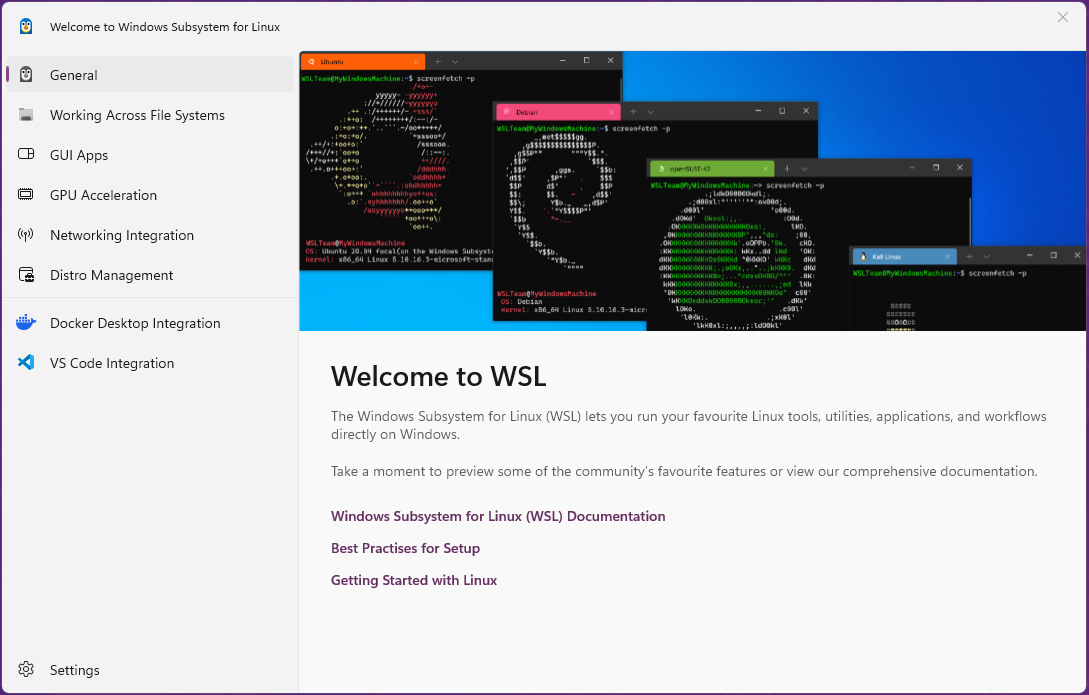 Welcome to Windows Subsystem for Linux
General
Working Across File Systems
GUI Apps
GPU Acceleration
Networking Integration
Distro Management
Docker Desktop Integration
VS Code Integration
Settings
Ubuntu
WSLTeam@MyWindowsMachine:~$ screenfetch -p
WSLTeam@MyWindowsMachine
OS: Ubuntu 20.04 focal(on the Windows Subsyst
Kernel: x86_64 Linux 5.10.16.3-microsoft-stan
Debian
WSLTeam@MyWindowsMachine:~$ screenfetch -p
WSLTeam@MyWindowsMachine
OS: Debian
Kernel: x86_64 Linux 5.10.16.3-micr
openSUSE-42
WSLTeam@MyWindowsMachine:~> screenfetch -p
Kali Linux
WSLTeam@MyWindowsMachine:~$ screenfetch -p
Welcome to WSL
The Windows Subsystem for Linux (WSL) lets you run your favourite Linux tools, utilities, applications, and workflows
directly on Windows.
Take a moment to preview some of the community's favourite features or view our comprehensive documentation.
Windows Subsystem for Linux (WSL) Documentation
Best Practises for Setup
Getting Started with Linux